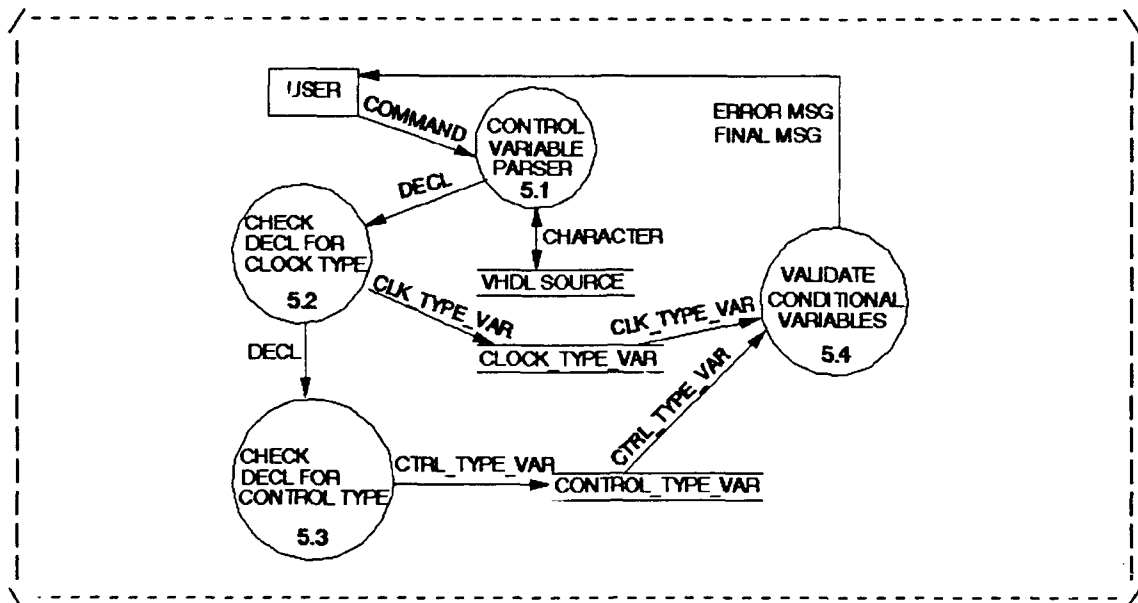 USER
COMMAND
ERROR MSG
FINAL MSG
CONTROL
VARIABLE
PARSER
5.1
DECL
CHECK
DECL FOR
CLOCK TYPE
5.2
CHARACTER
VHDL SOURCE
CLK_TYPE_VAR
CLOCK_TYPE_VAR
CLK_TYPE_VAR
VALIDATE
CONDITIONAL
VARIABLES
5.4
DECL
CTRL_TYPE_VAR
CHECK
DECL FOR
CONTROL TYPE
5.3
CTRL_TYPE_VAR
CONTROL_TYPE_VAR